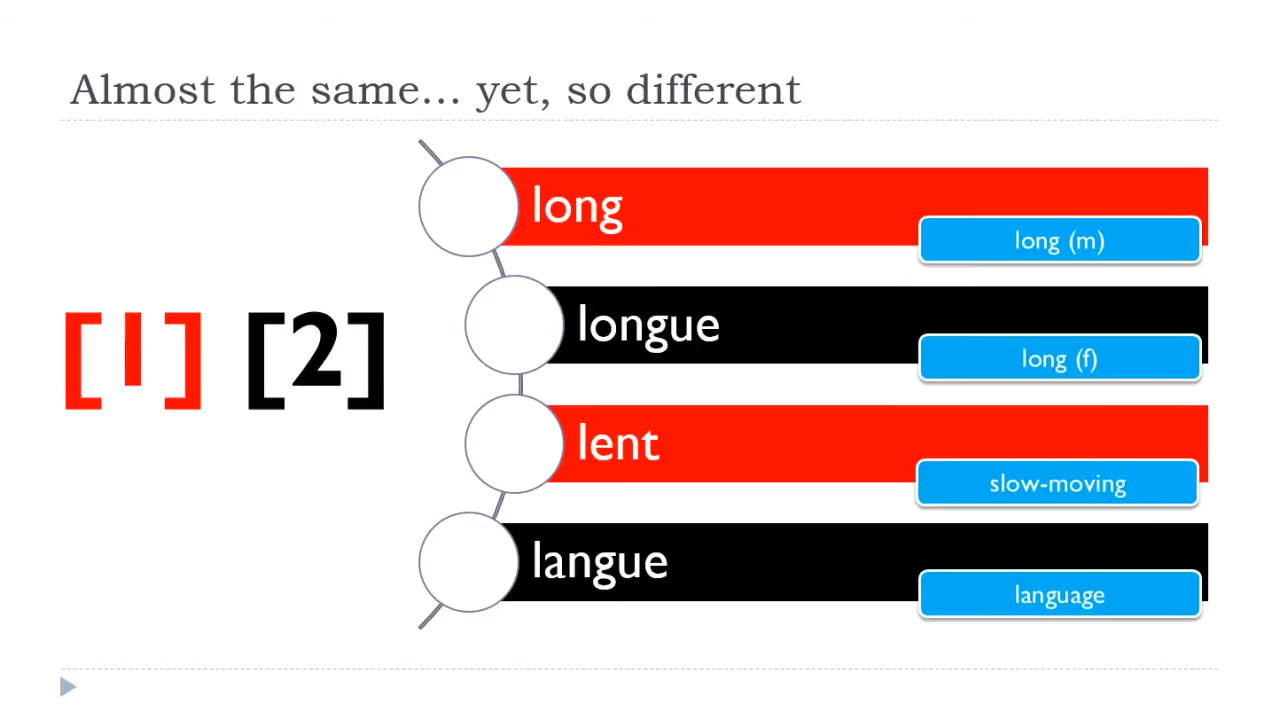 Almost the same... yet, so different
[1] [2]
long
long (m)
longue
long (f)
lent
slow-moving
langue
language